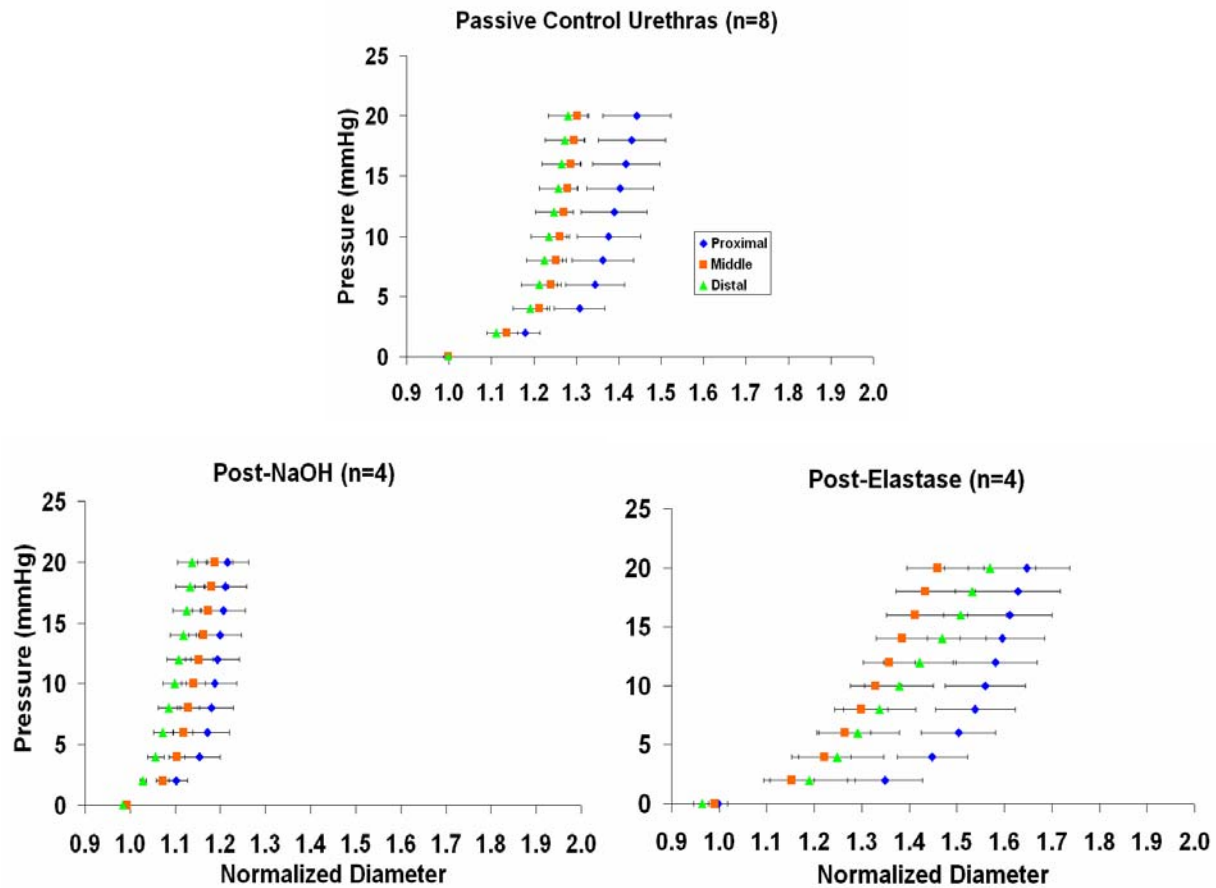 Passive Control Urethras (n=8)
25
20
15
10
5
0
Pressure (mmHg)
0.9 1.0 1.1 1.2 1.3 1.4 1.5 1.6 1.7 1.8 1.9 2.0
Proximal
Middle
Distal
Post-NaOH (n=4)
25
20
15
10
5
0
Pressure (mmHg)
0.9 1.0 1.1 1.2 1.3 1.4 1.5 1.6 1.7 1.8 1.9 2.0
Normalized Diameter
Post-Elastase (n=4)
25
20
15
10
5
0
0.9 1.0 1.1 1.2 1.3 1.4 1.5 1.6 1.7 1.8 1.9 2.0
Normalized Diameter